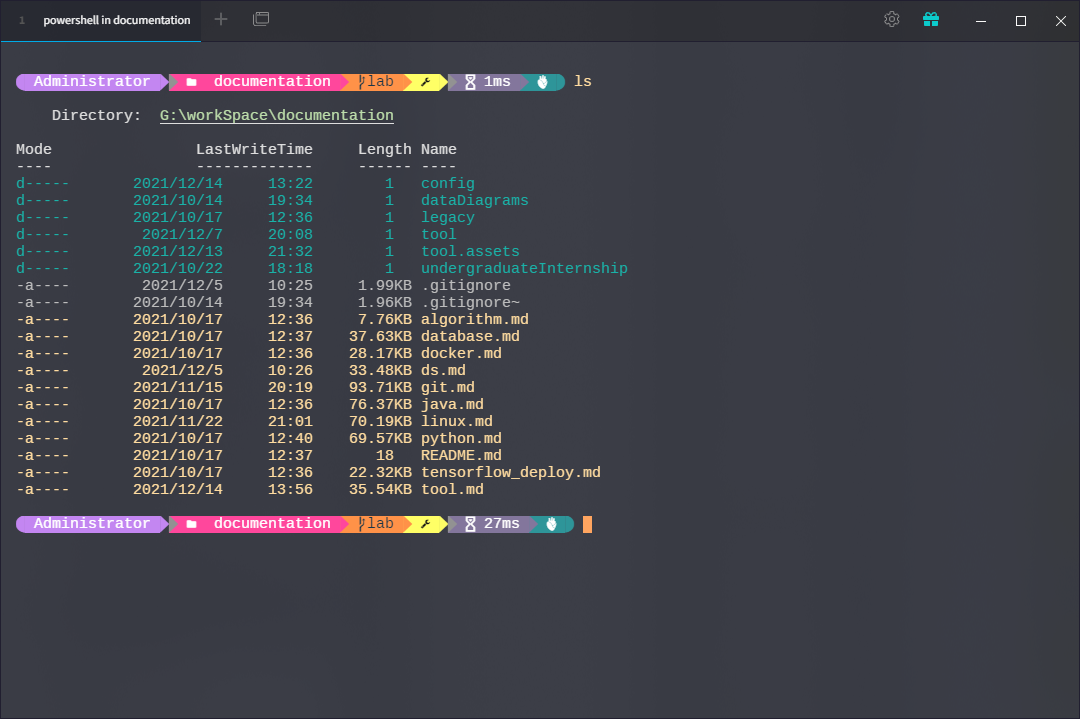 1 powershell in documentation
Administrator documentation lab 1ms ls
Directory: G:\workSpace\documentation
Mode LastWriteTime Length Name
---- ------------- ------ ----
d----- 2021/12/14 13:22 1 config
d----- 2021/10/14 19:34 1 dataDiagrams
d----- 2021/10/17 12:36 1 legacy
d----- 2021/12/7 20:08 1 tool
d----- 2021/12/13 21:32 1 tool.assets
d----- 2021/10/22 18:18 1 undergraduateInternship
-a---- 2021/12/5 10:25 1.99KB .gitignore
-a---- 2021/10/14 19:34 1.96KB .gitignore~
-a---- 2021/10/17 12:36 7.76KB algorithm.md
-a---- 2021/10/17 12:37 37.63KB database.md
-a---- 2021/10/17 12:36 28.17KB docker.md
-a---- 2021/12/5 10:26 33.48KB ds.md
-a---- 2021/11/15 20:19 93.71KB git.md
-a---- 2021/10/17 12:36 76.37KB java.md
-a---- 2021/11/22 21:01 70.19KB linux.md
-a---- 2021/10/17 12:40 69.57KB python.md
-a---- 2021/10/17 12:37 18 README.md
-a---- 2021/10/17 12:36 22.32KB tensorflow_deploy.md
-a---- 2021/12/14 13:56 35.54KB tool.md
Administrator documentation lab 27ms